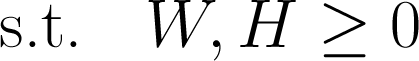 s.t. W, H ≥ 0